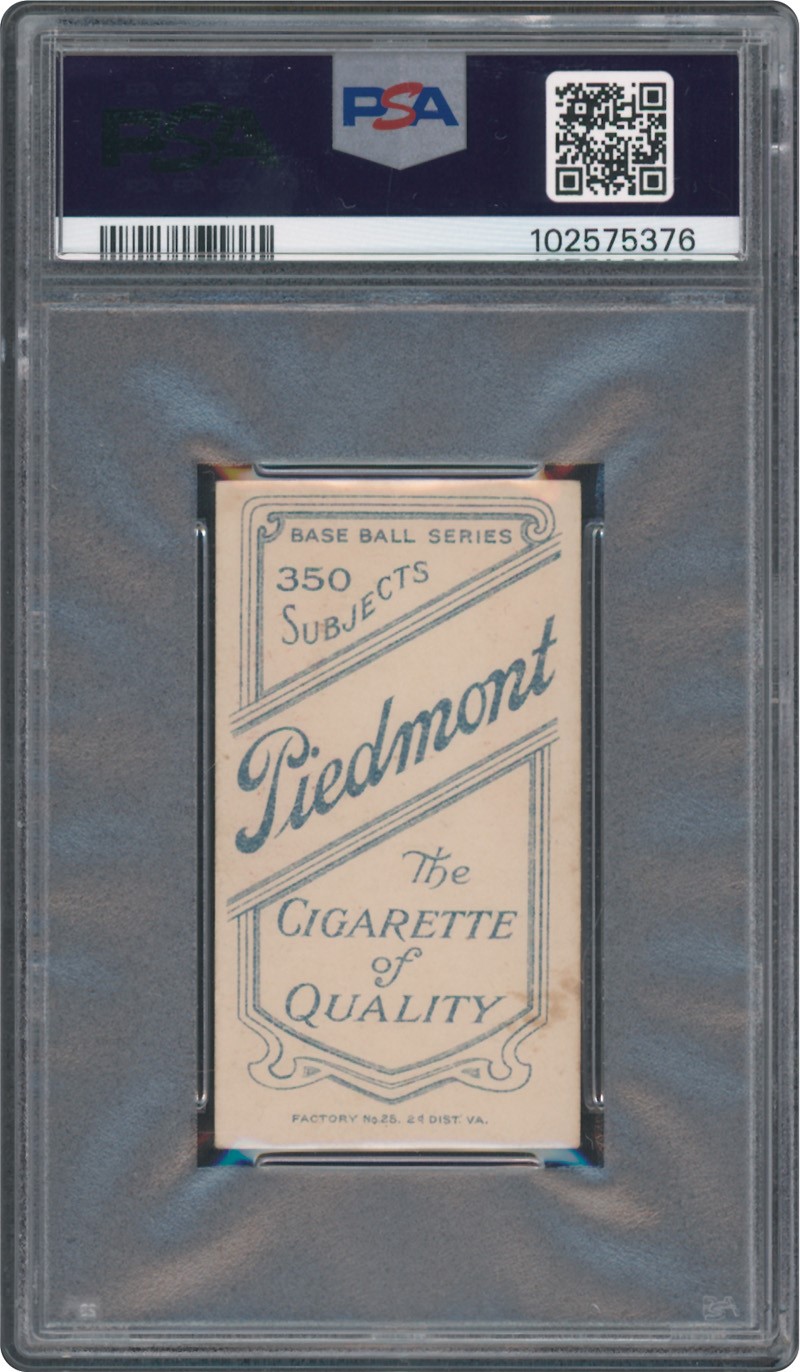 PSA
102575376
BASE BALL SERIES
350
SUBJECTS
Piedmont
The
CIGARETTE
of
QUALITY
FACTORY No 25. 2d DIST. VA.